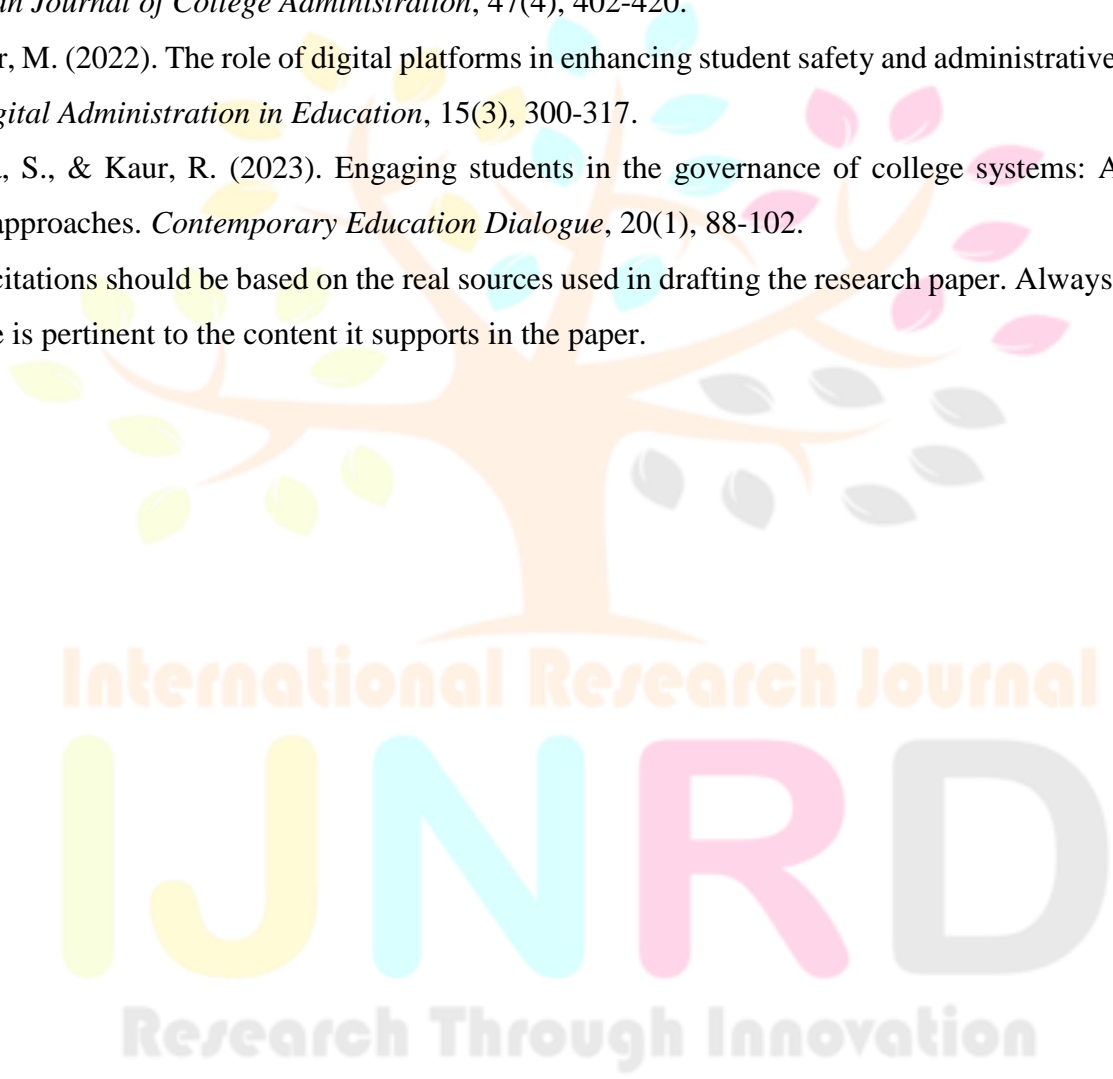 an Journal of College Administration, 47(4), 402-420.
r, M. (2022). The role of digital platforms in enhancing student safety and administrative
gital Administration in Education, 15(3), 300-317.
, S., & Kaur, R. (2023). Engaging students in the governance of college systems: A
approaches. Contemporary Education Dialogue, 20(1), 88-102.
citations should be based on the real sources used in drafting the research paper. Always
e is pertinent to the content it supports in the paper.
International Research Journal
IJNRD
Research Through Innovation